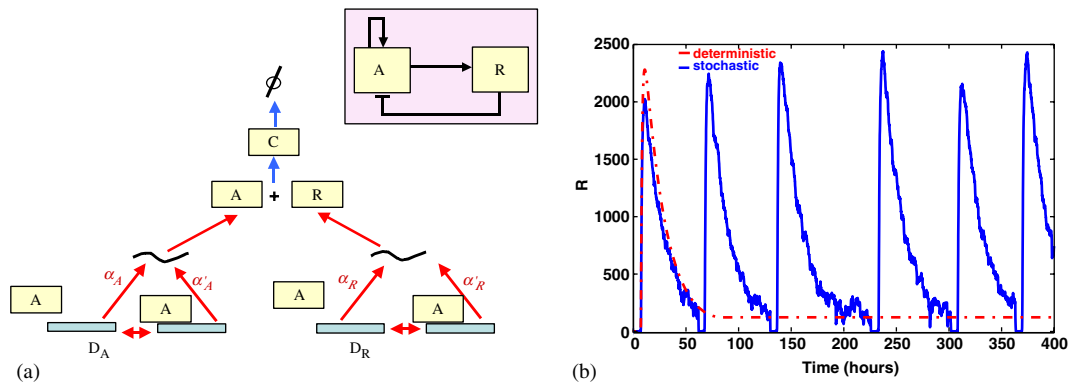 (a)
A
R
ϕ
C
A + R
α_A
α'_A
α_R
α'_R
A
A
A
A
D_A
D_R
(b)
deterministic
stochastic
R
2500
2000
1500
1000
500
0
0 50 100 150 200 250 300 350 400
Time (hours)